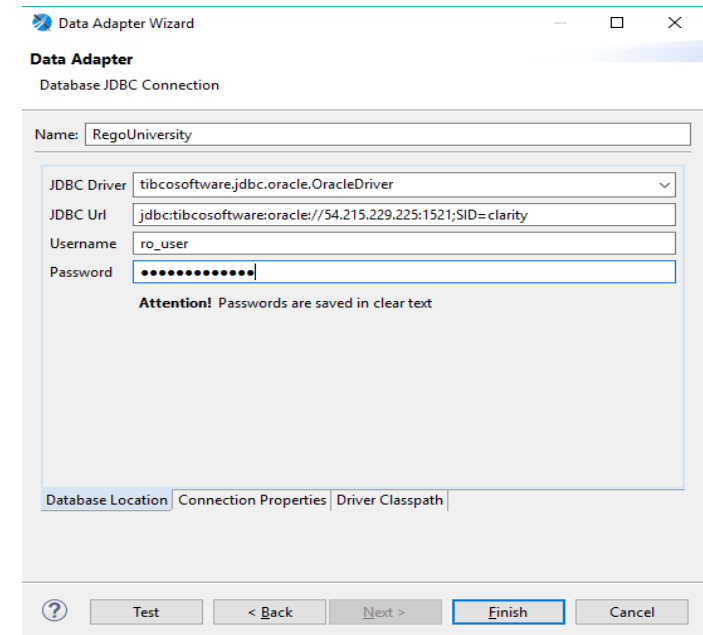 Data Adapter Wizard
Data Adapter
Database JDBC Connection
Name: RegoUniversity
JDBC Driver tibcosoftware.jdbc.oracle.OracleDriver
JDBC Url jdbc:tibcosoftware:oracle://54.215.229.225:1521;SID=clarity
Username ro_user
Password ●●●●●●●●●●●●●
Attention! Passwords are saved in clear text
Database Location Connection Properties Driver Classpath
? Test < Back Next > Finish Cancel